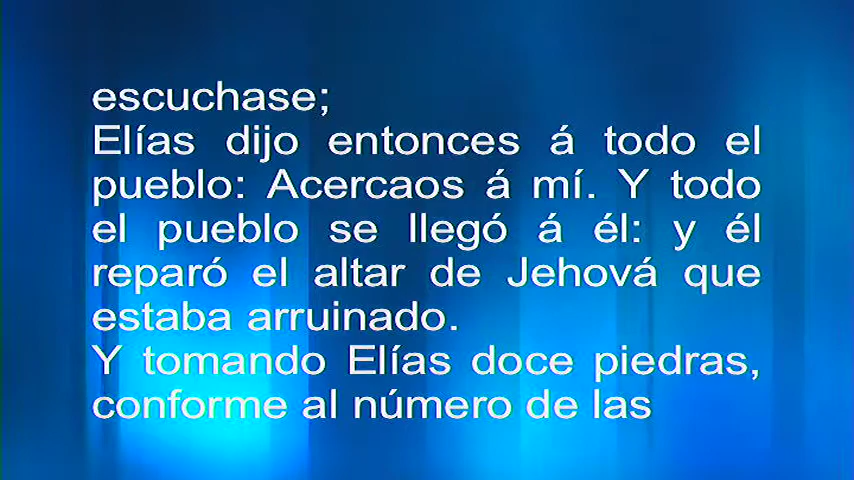 escuchase;
Elías dijo entonces á todo el
pueblo: Acercaos á mí. Y todo
el pueblo se llegó á él: y él
reparó el altar de Jehová que
estaba arruinado.
Y tomando Elías doce piedras,
conforme al número de las